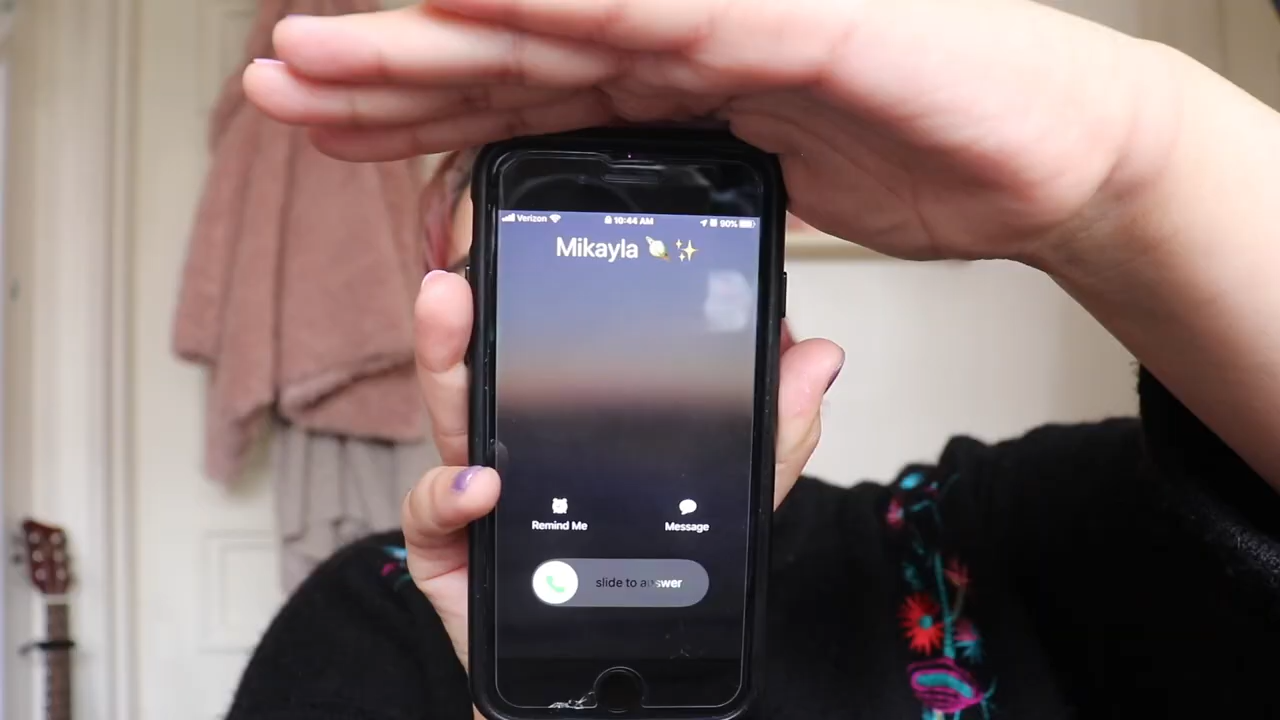 Verizon 10:44 AM 90%
Mikayla
Remind Me Message
slide to answer